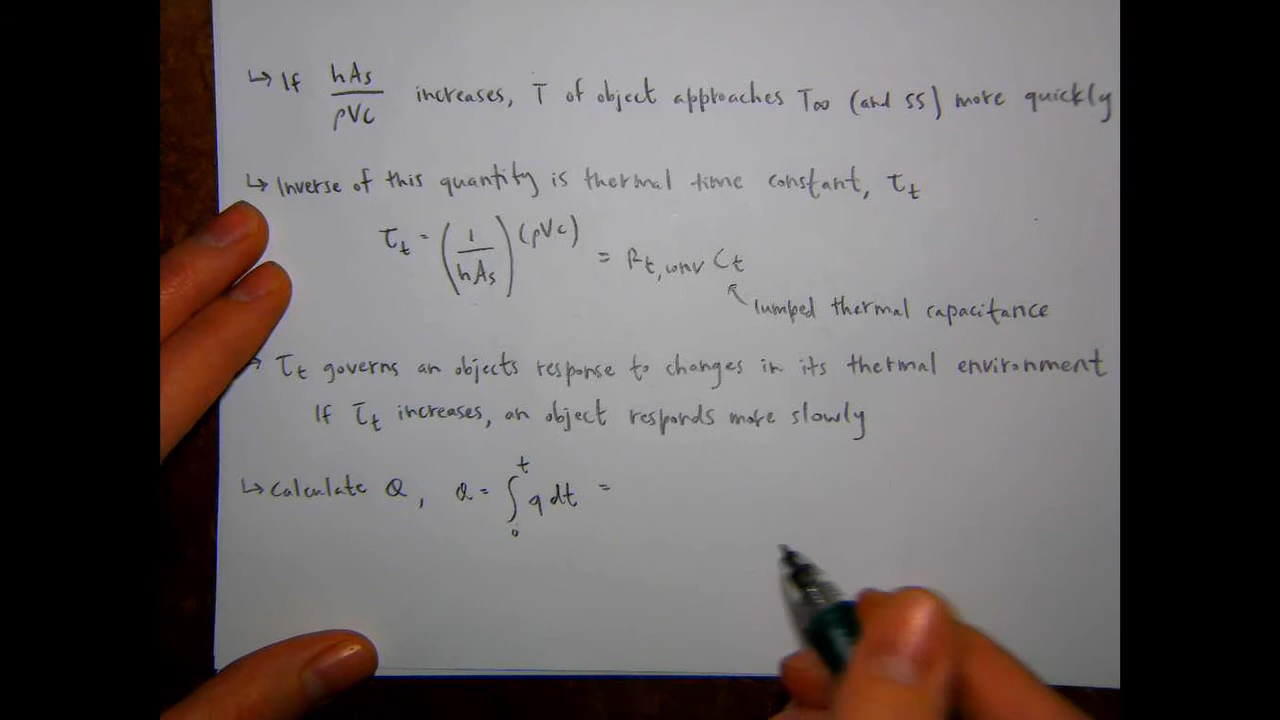 ↳ If hAs/ρVc increases, T of object approaches T∞ (and SS) more quickly
↳ Inverse of this quantity is thermal time constant, τt
τt = (1/hAs)(ρVc) = Rt,conv Ct
lumped thermal capacitance
↳ τt governs an objects response to changes in its thermal environment
If τt increases, an object responds more slowly
↳ Calculate Q, Q = ∫₀ᵗ q dt =